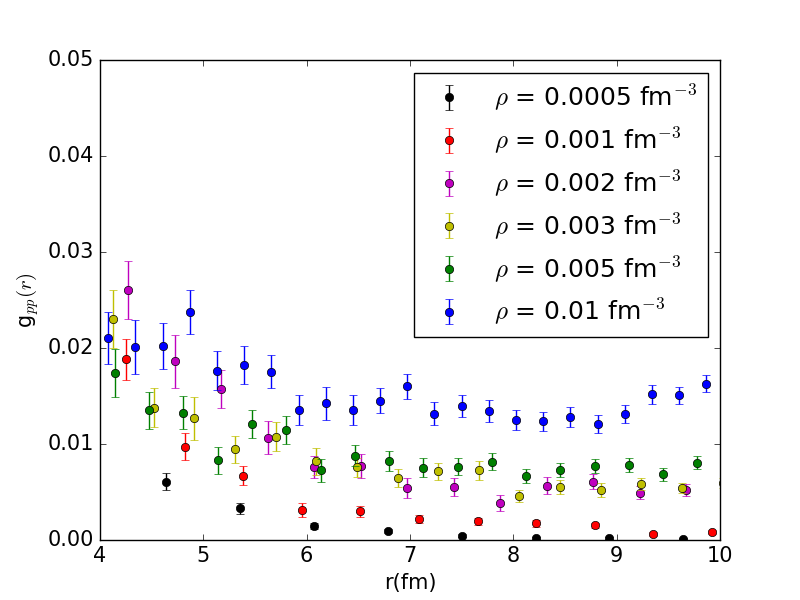 0.05
0.04
0.03
0.02
0.01
0.00
g_{pp}(r)
4 5 6 7 8 9 10
r(fm)
ρ = 0.0005 fm⁻³
ρ = 0.001 fm⁻³
ρ = 0.002 fm⁻³
ρ = 0.003 fm⁻³
ρ = 0.005 fm⁻³
ρ = 0.01 fm⁻³